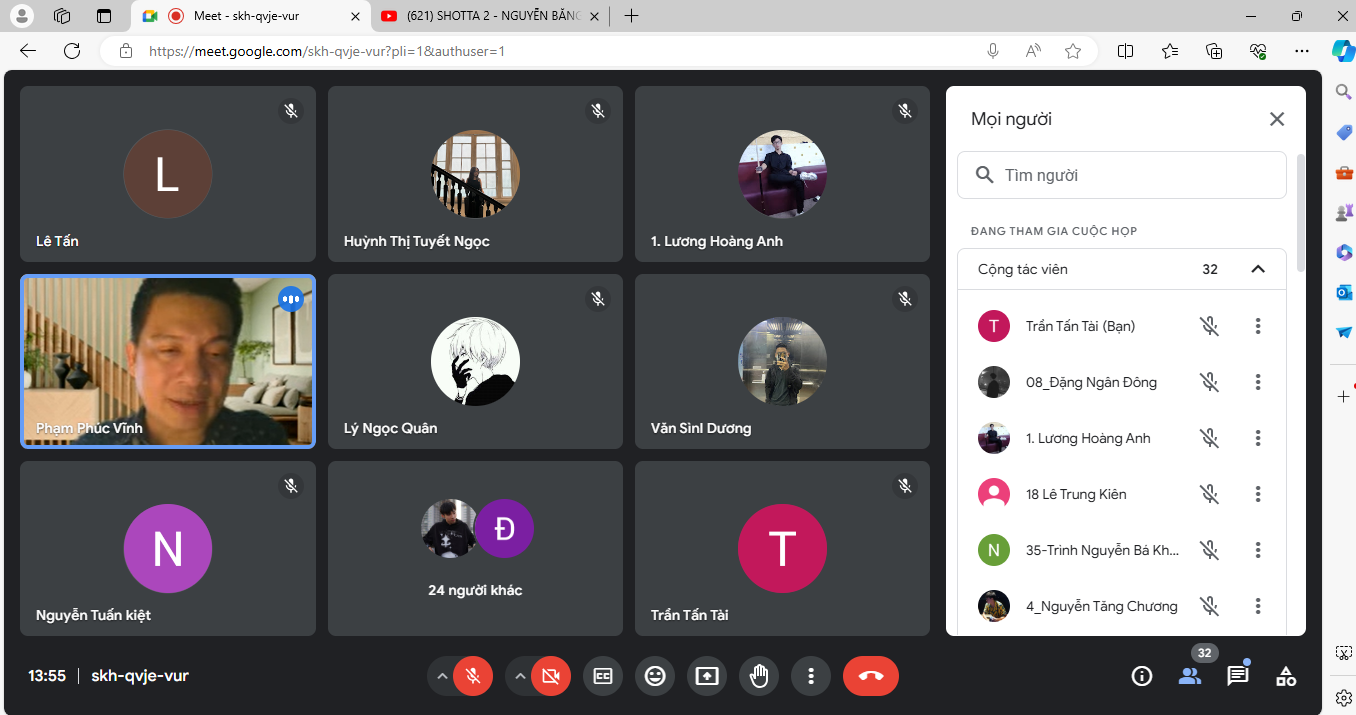 Meet - skh-qvje-vur
(621) SHOTTA 2 - NGUYỄN BĂNG
https://meet.google.com/skh-qvje-vur?pli=1&authuser=1
L
Lê Tấn
Huỳnh Thị Tuyết Ngọc
1. Lương Hoàng Anh
Phạm Phúc Vĩnh
Lý Ngọc Quân
Văn Sinl Dương
N
Nguyễn Tuấn kiệt
Đ
24 người khác
T
Trần Tấn Tài
Mọi người
Tìm người
ĐANG THAM GIA CUỘC HỌP
Cộng tác viên 32
T Trần Tấn Tài (Bạn)
08_Đặng Ngân Đông
1. Lương Hoàng Anh
18 Lê Trung Kiên
N 35-Trinh Nguyễn Bá Kh...
4_Nguyễn Tăng Chương
13:55 | skh-qvje-vur
32